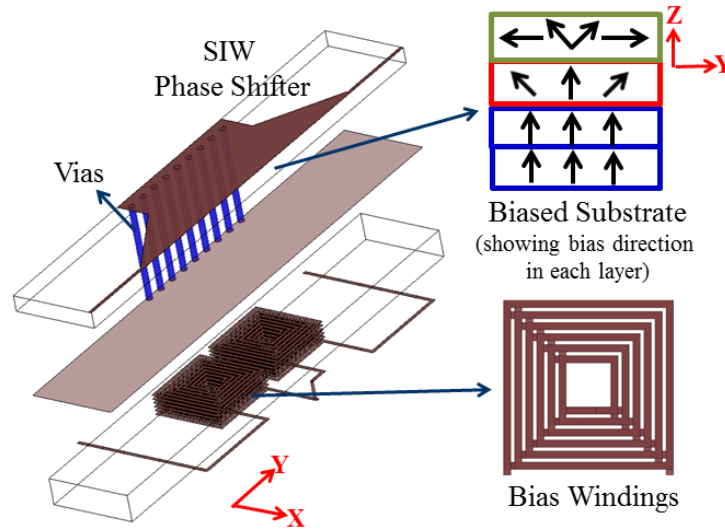 SIW
Phase Shifter
Vias
Z
Y
Biased Substrate
(showing bias direction
in each layer)
Bias Windings
Y
X